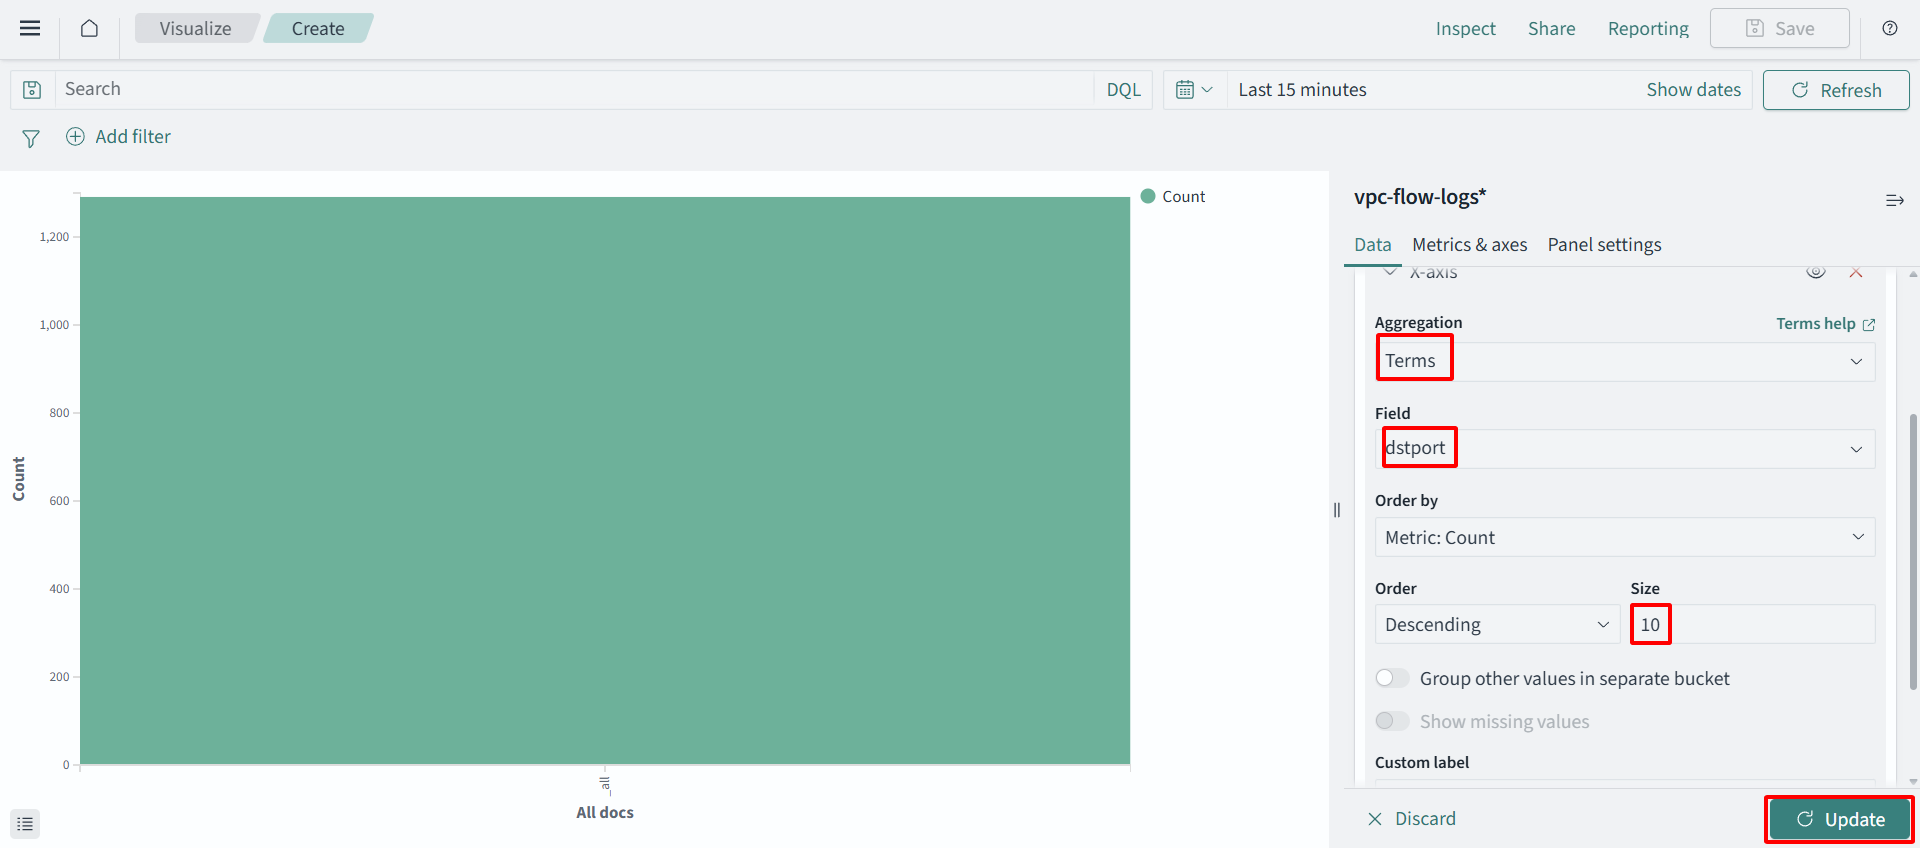 Visualize
Create
Inspect
Share
Reporting
Save
Search
DQL
Last 15 minutes
Show dates
Refresh
Add filter
Count
1,200
1,000
800
600
400
200
0
Count
_all
All docs
vpc-flow-logs*
Data
Metrics & axes
Panel settings
X-axis
Aggregation
Terms help
Terms
Field
dstport
Order by
Metric: Count
Order
Size
Descending
10
Group other values in separate bucket
Show missing values
Custom label
Discard
Update